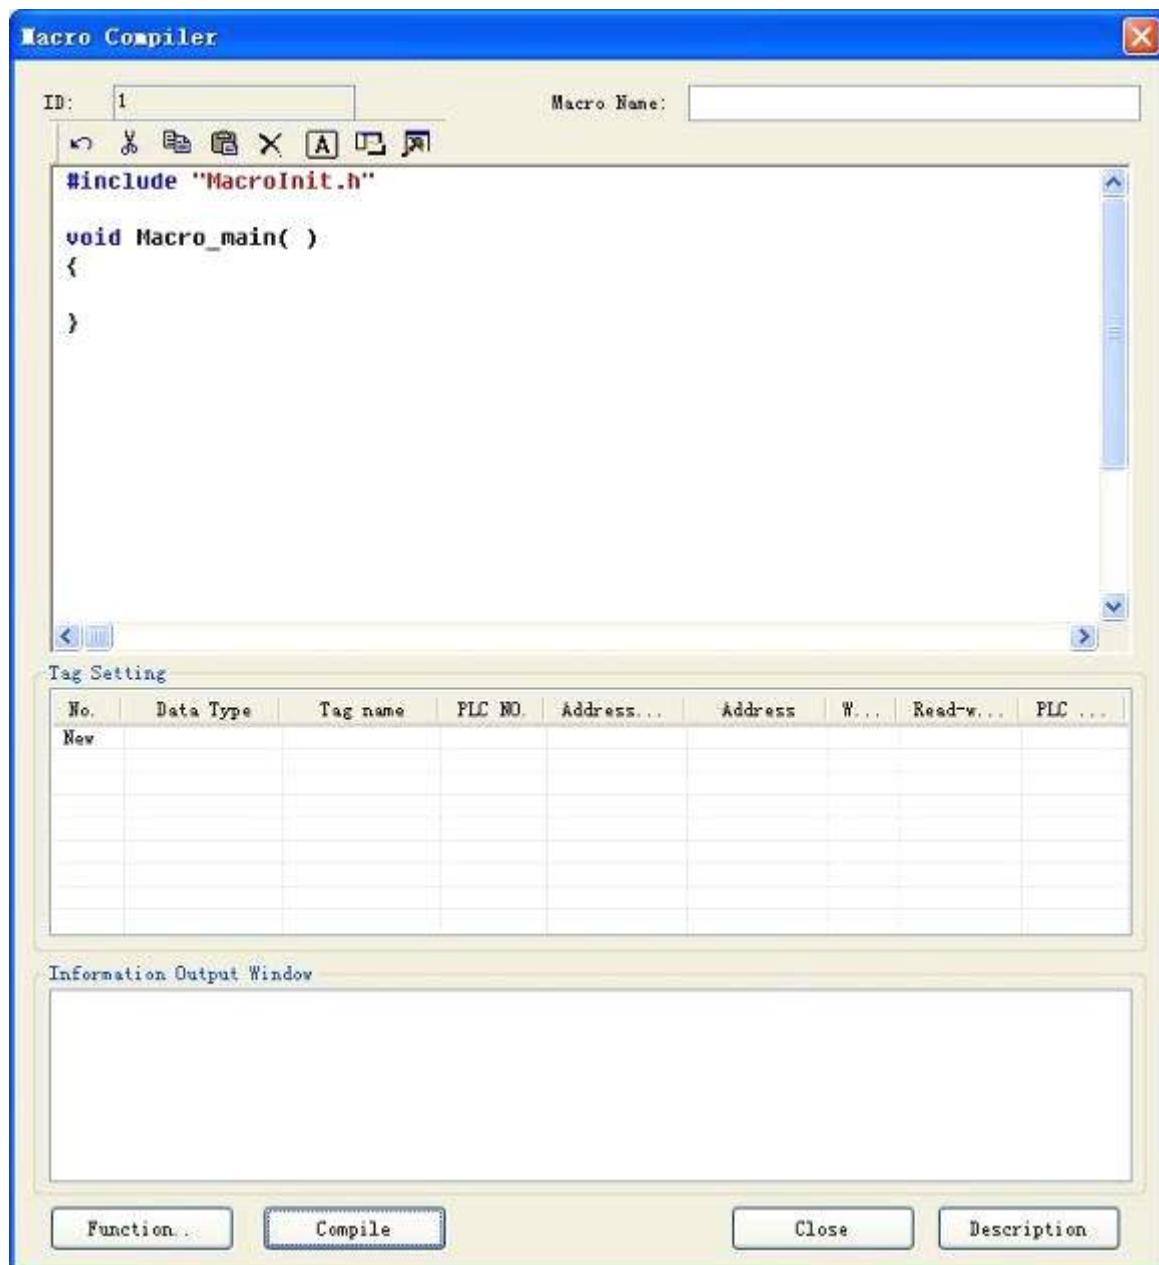 Macro Compiler
ID: 1 Macro Name:
A
#include "MacroInit.h"
void Macro_main( )
{
}
Tag Setting
No. Data Type Tag name PLC NO. Address... Address W... Read-w... PLC ...
New
Information Output Window
Function.. Compile Close Description